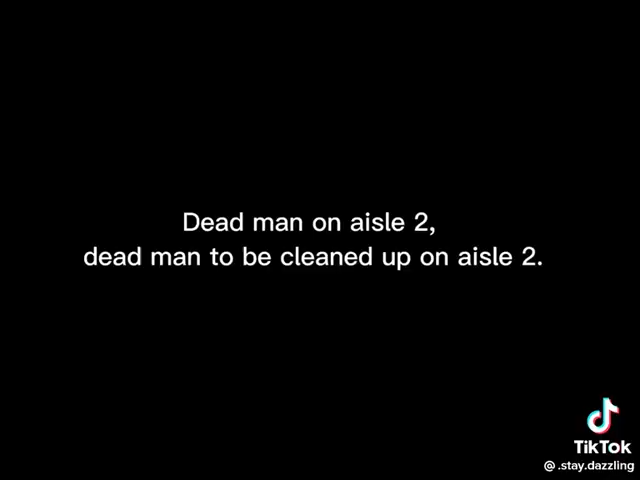 Dead man on aisle 2,
dead man to be cleaned up on aisle 2.
TikTok
@.stay.dazzling